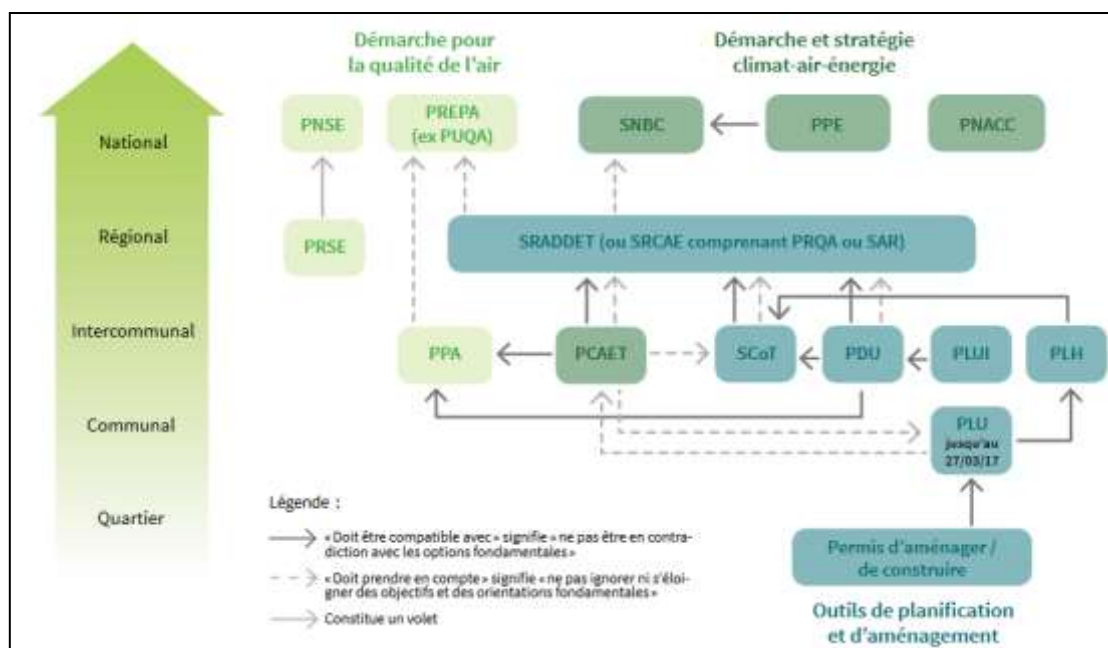 Démarche pour
la qualité de l'air
Démarche et stratégie
climat-air-énergie
National
PNSE
PREPA
(ex PUQA)
SNBC
PPE
PNACC
Régional
PRSE
SRADDET (ou SRCAE comprenant PRQA ou SAR)
Intercommunal
PPA
PCAET
SCoT
PDU
PLUI
PLH
Communal
PLU
jusqu'au
27/03/17
Quartier
Légende :
« Doit être compatible avec » signifie « ne pas être en contra-
diction avec les options fondamentales »
« Doit prendre en compte » signifie « ne pas ignorer ni s'éloi-
gner des objectifs et des orientations fondamentales »
Constitue un volet
Permis d'aménager /
de construire
Outils de planification
et d'aménagement